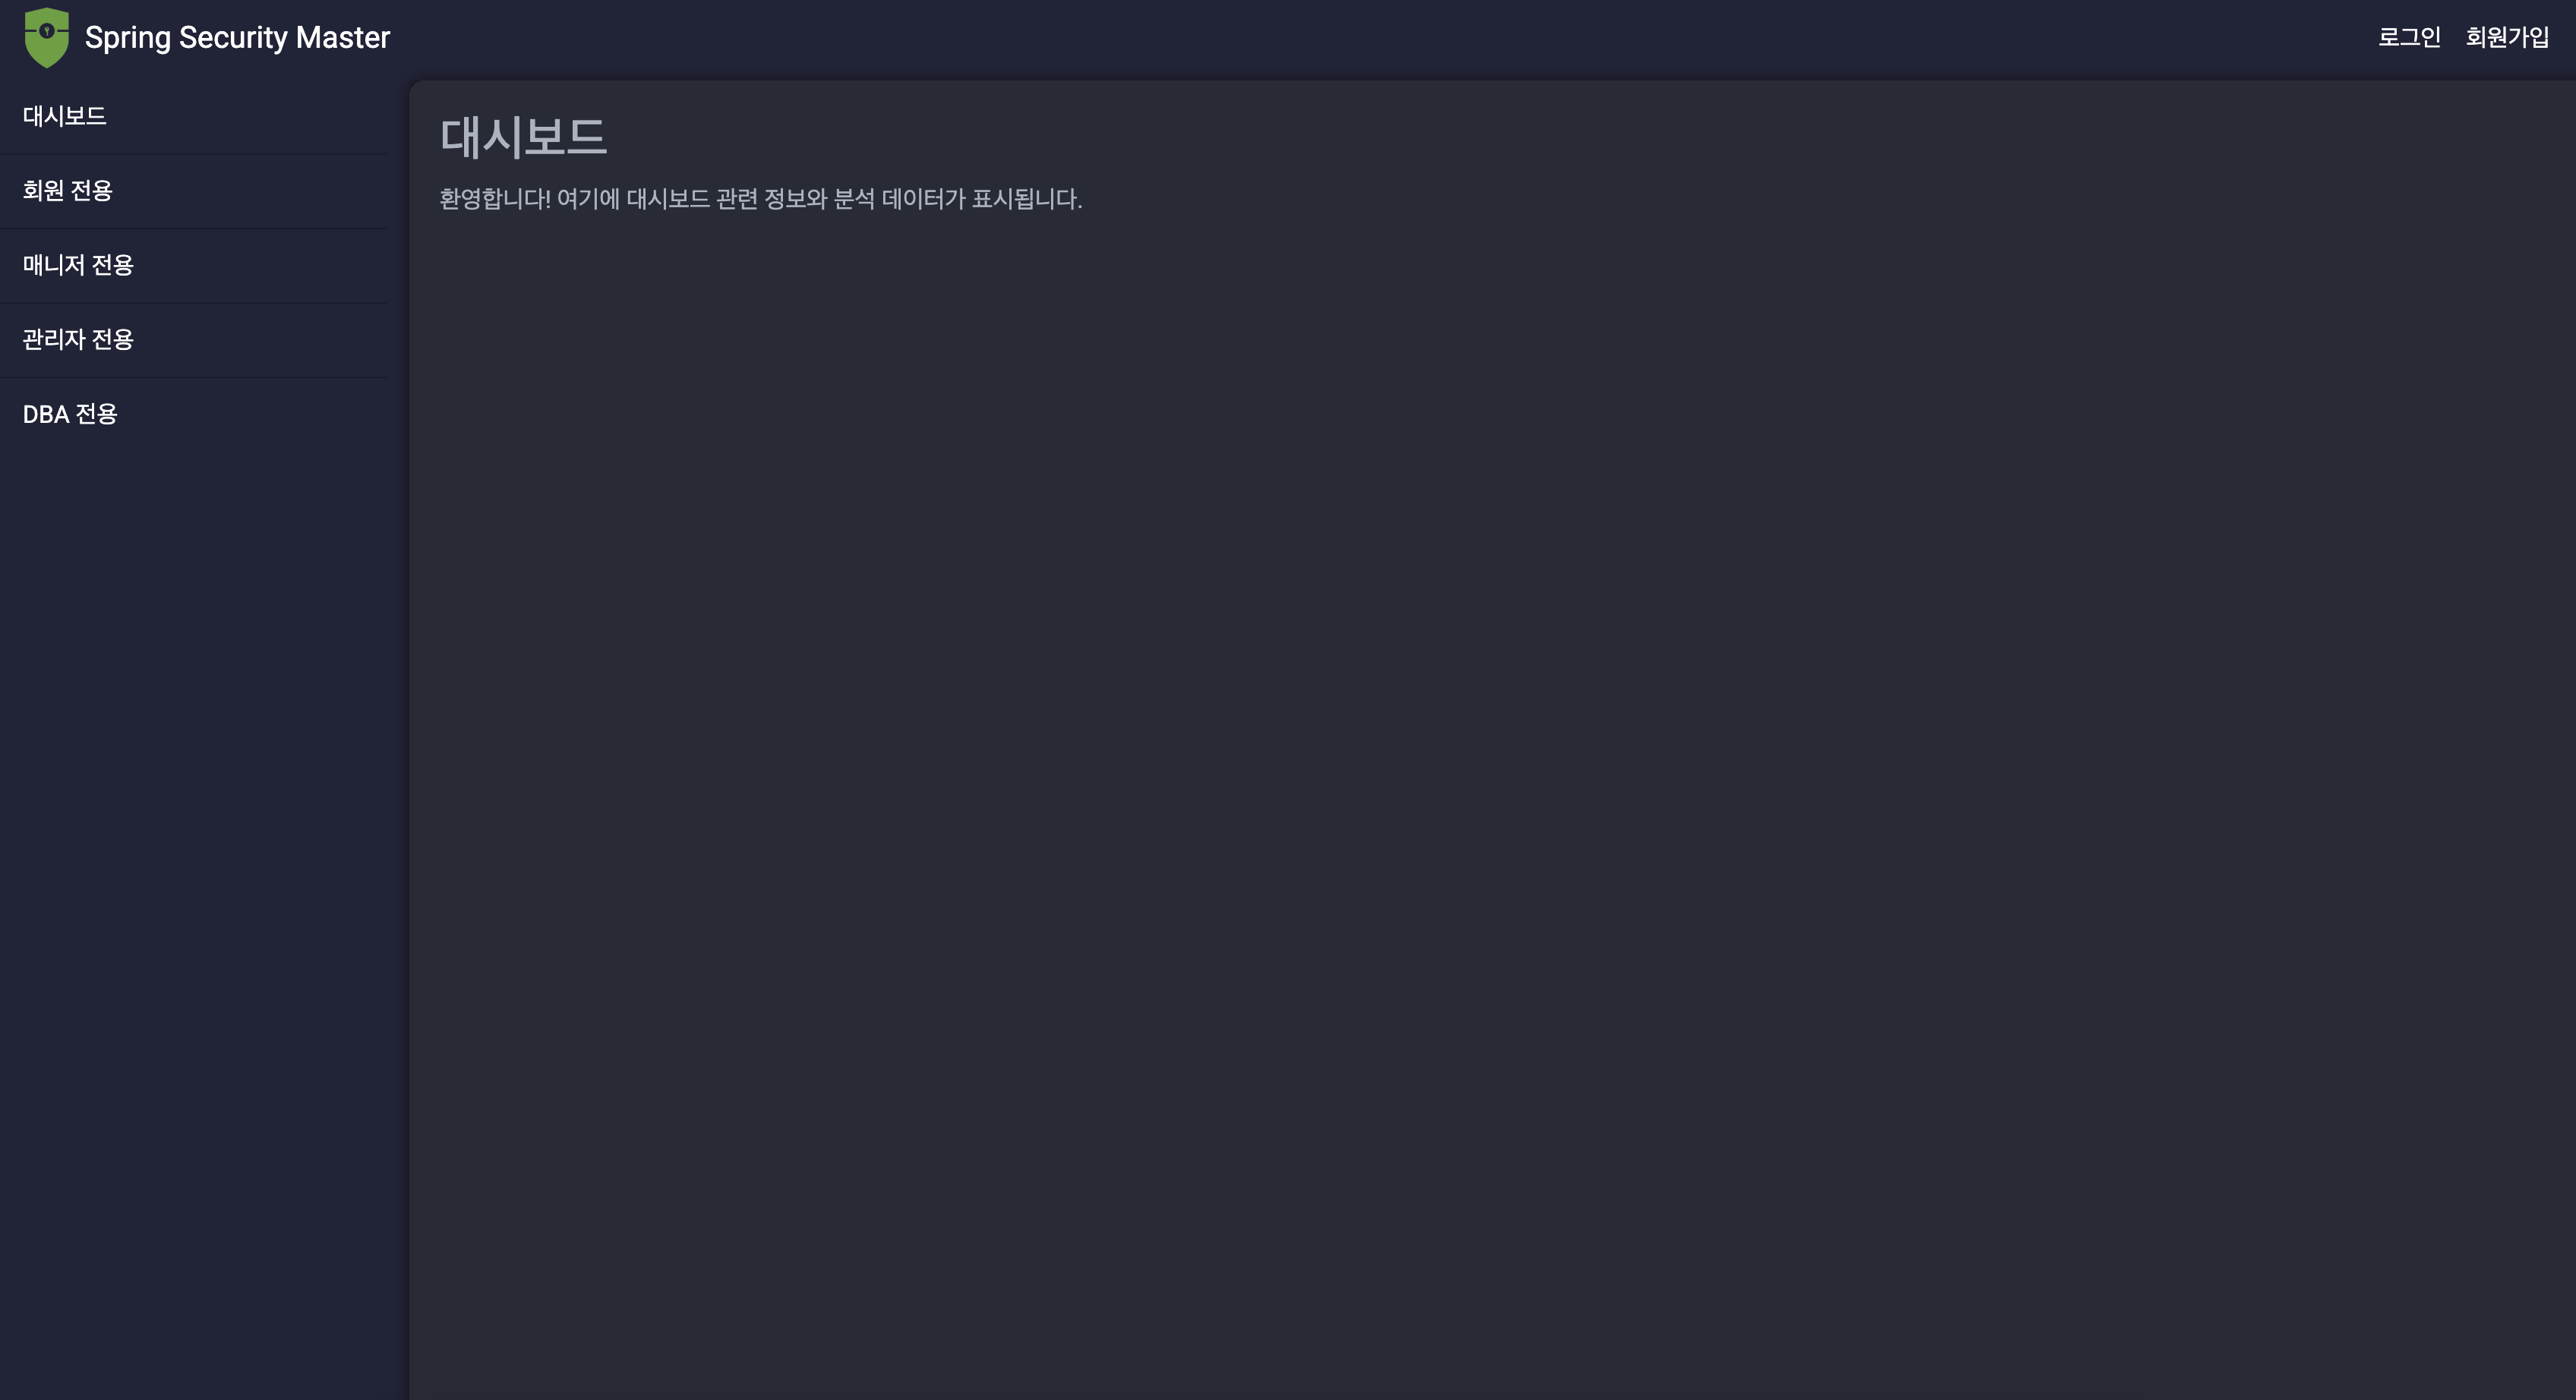 Spring Security Master
로그인 회원가입
대시보드
회원 전용
매니저 전용
관리자 전용
DBA 전용
대시보드
환영합니다! 여기에 대시보드 관련 정보와 분석 데이터가 표시됩니다.